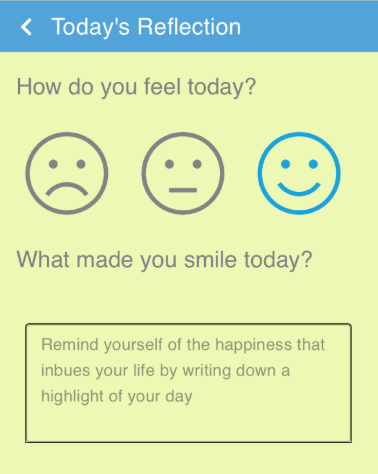 Today's Reflection
How do you feel today?
What made you smile today?
Remind yourself of the happiness that
inbues your life by writing down a
highlight of your day